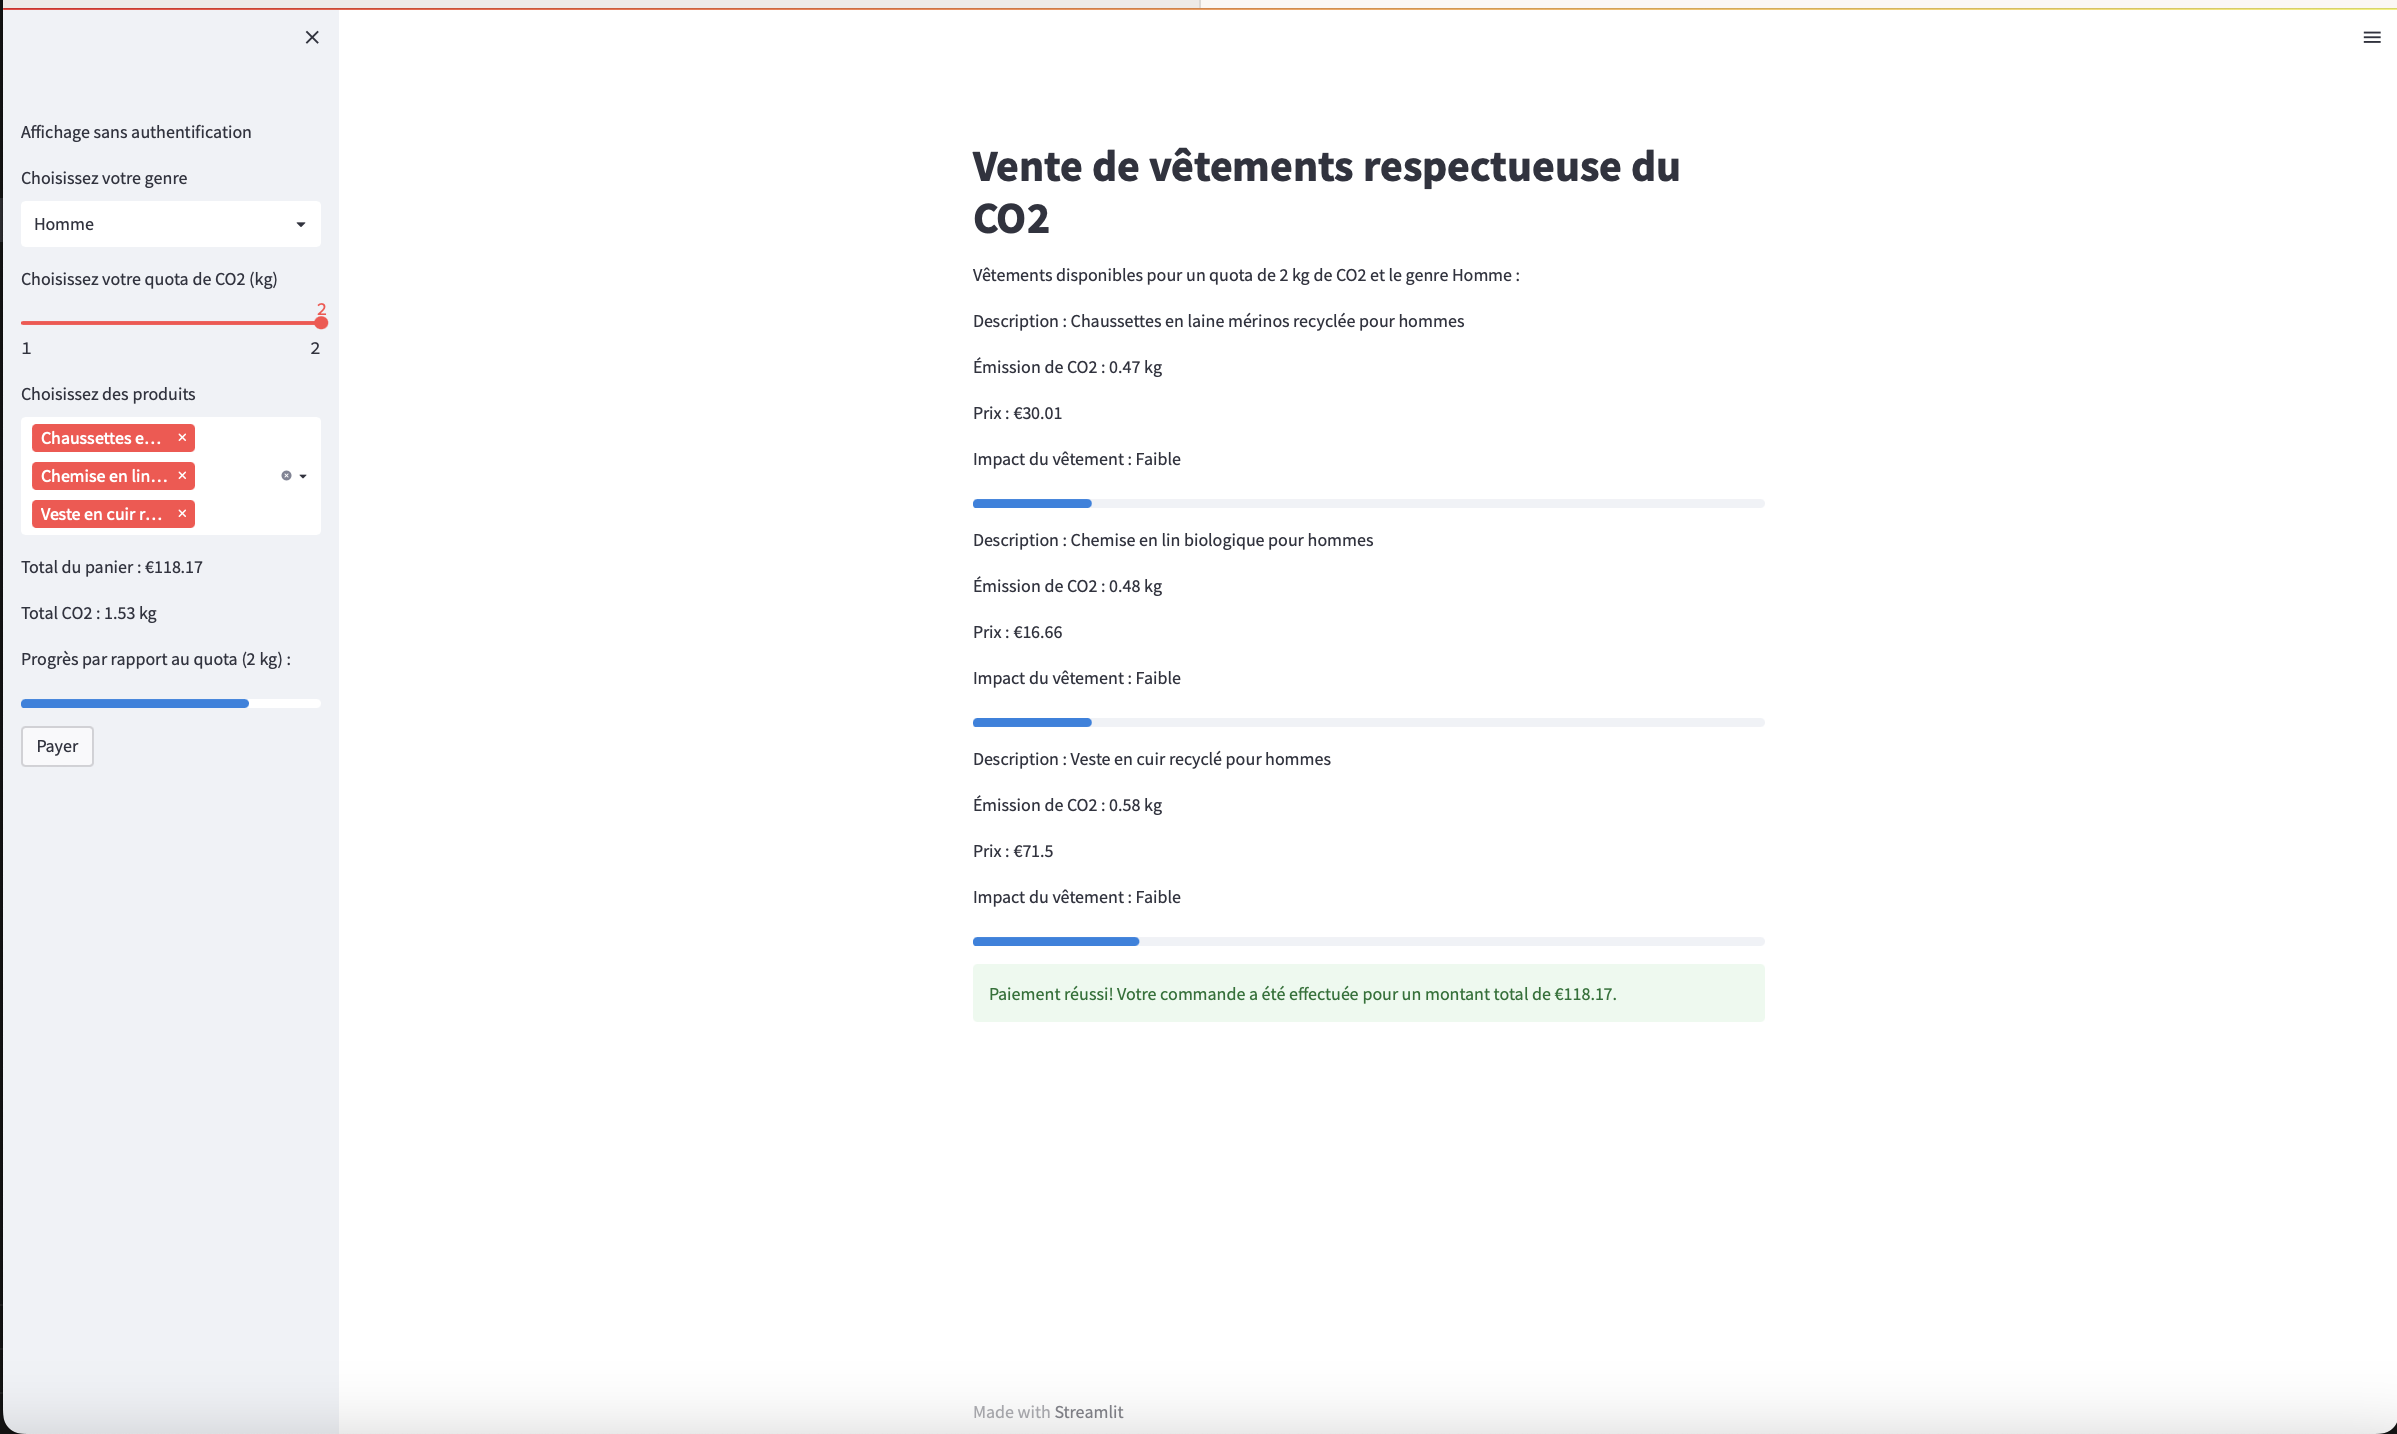 Affichage sans authentification
Choisissez votre genre
Homme
Choisissez votre quota de CO2 (kg)
2
1 2
Choisissez des produits
Chaussettes e...
Chemise en lin...
Veste en cuir r...
Total du panier : €118.17
Total CO2 : 1.53 kg
Progrès par rapport au quota (2 kg) :
Payer
Vente de vêtements respectueuse du
CO2
Vêtements disponibles pour un quota de 2 kg de CO2 et le genre Homme :
Description : Chaussettes en laine mérinos recyclée pour hommes
Émission de CO2 : 0.47 kg
Prix : €30.01
Impact du vêtement : Faible
Description : Chemise en lin biologique pour hommes
Émission de CO2 : 0.48 kg
Prix : €16.66
Impact du vêtement : Faible
Description : Veste en cuir recyclé pour hommes
Émission de CO2 : 0.58 kg
Prix : €71.5
Impact du vêtement : Faible
Paiement réussi! Votre commande a été effectuée pour un montant total de €118.17.
Made with Streamlit